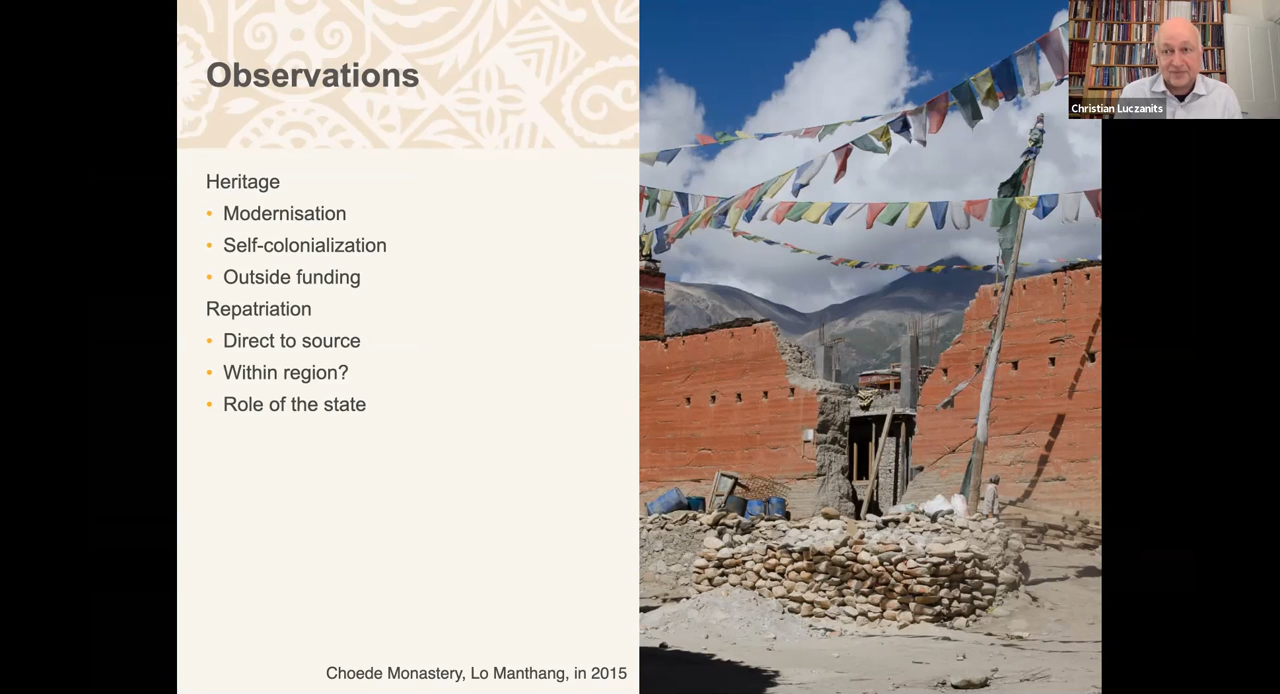 Observations
Heritage
• Modernisation
• Self-colonialization
• Outside funding
Repatriation
• Direct to source
• Within region?
• Role of the state
Choede Monastery, Lo Manthang, in 2015
Christian Luczanits